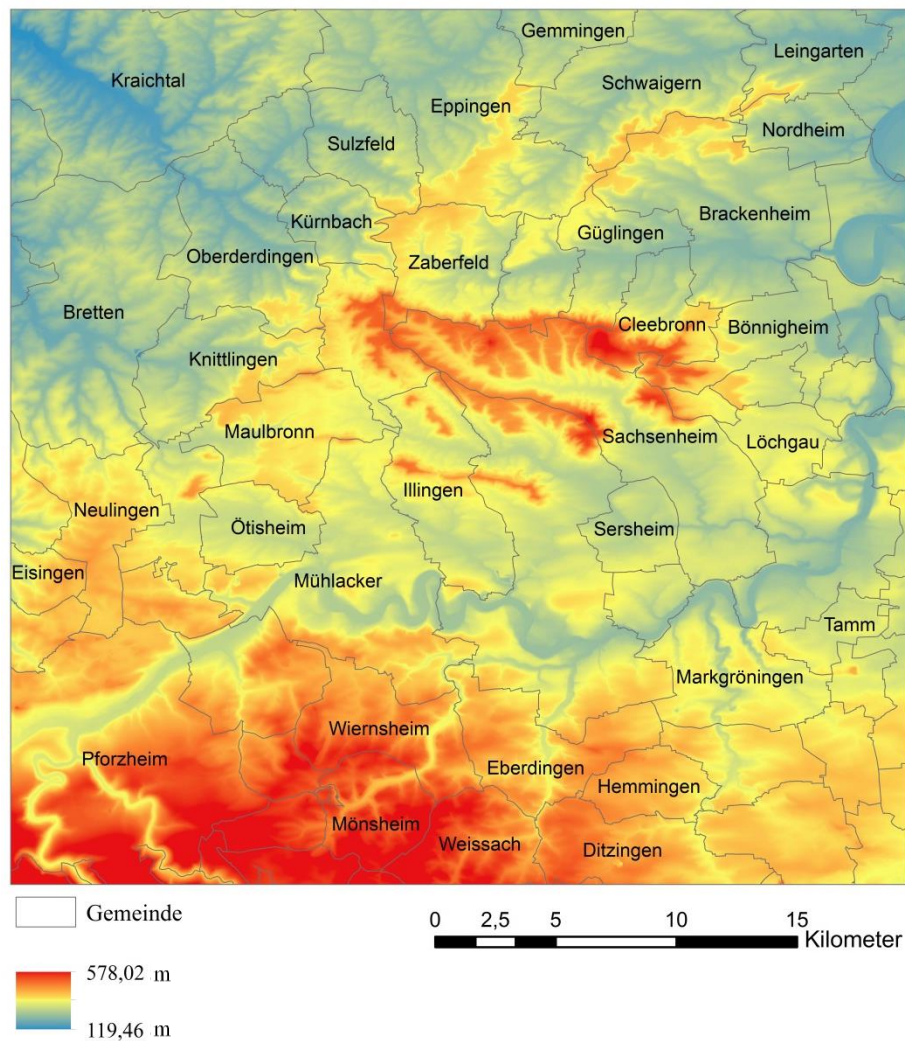 Gemmingen
Leingarten
Kraichtal
Schwaigern
Eppingen
Nordheim
Sulzfeld
Kürnbach
Brackenheim
Güglingen
Oberderdingen
Zaberfeld
Bretten
Cleebronn
Bönnigheim
Knittlingen
Maulbronn
Sachsenheim
Löchgau
Illingen
Neulingen
Ötisheim
Sersheim
Eisingen
Mühlacker
Tamm
Markgröningen
Wiernsheim
Pforzheim
Eberdingen
Hemmingen
Mönsheim
Weissach
Ditzingen
Gemeinde
0 2,5 5 10 15
Kilometer
578,02 m
119,46 m